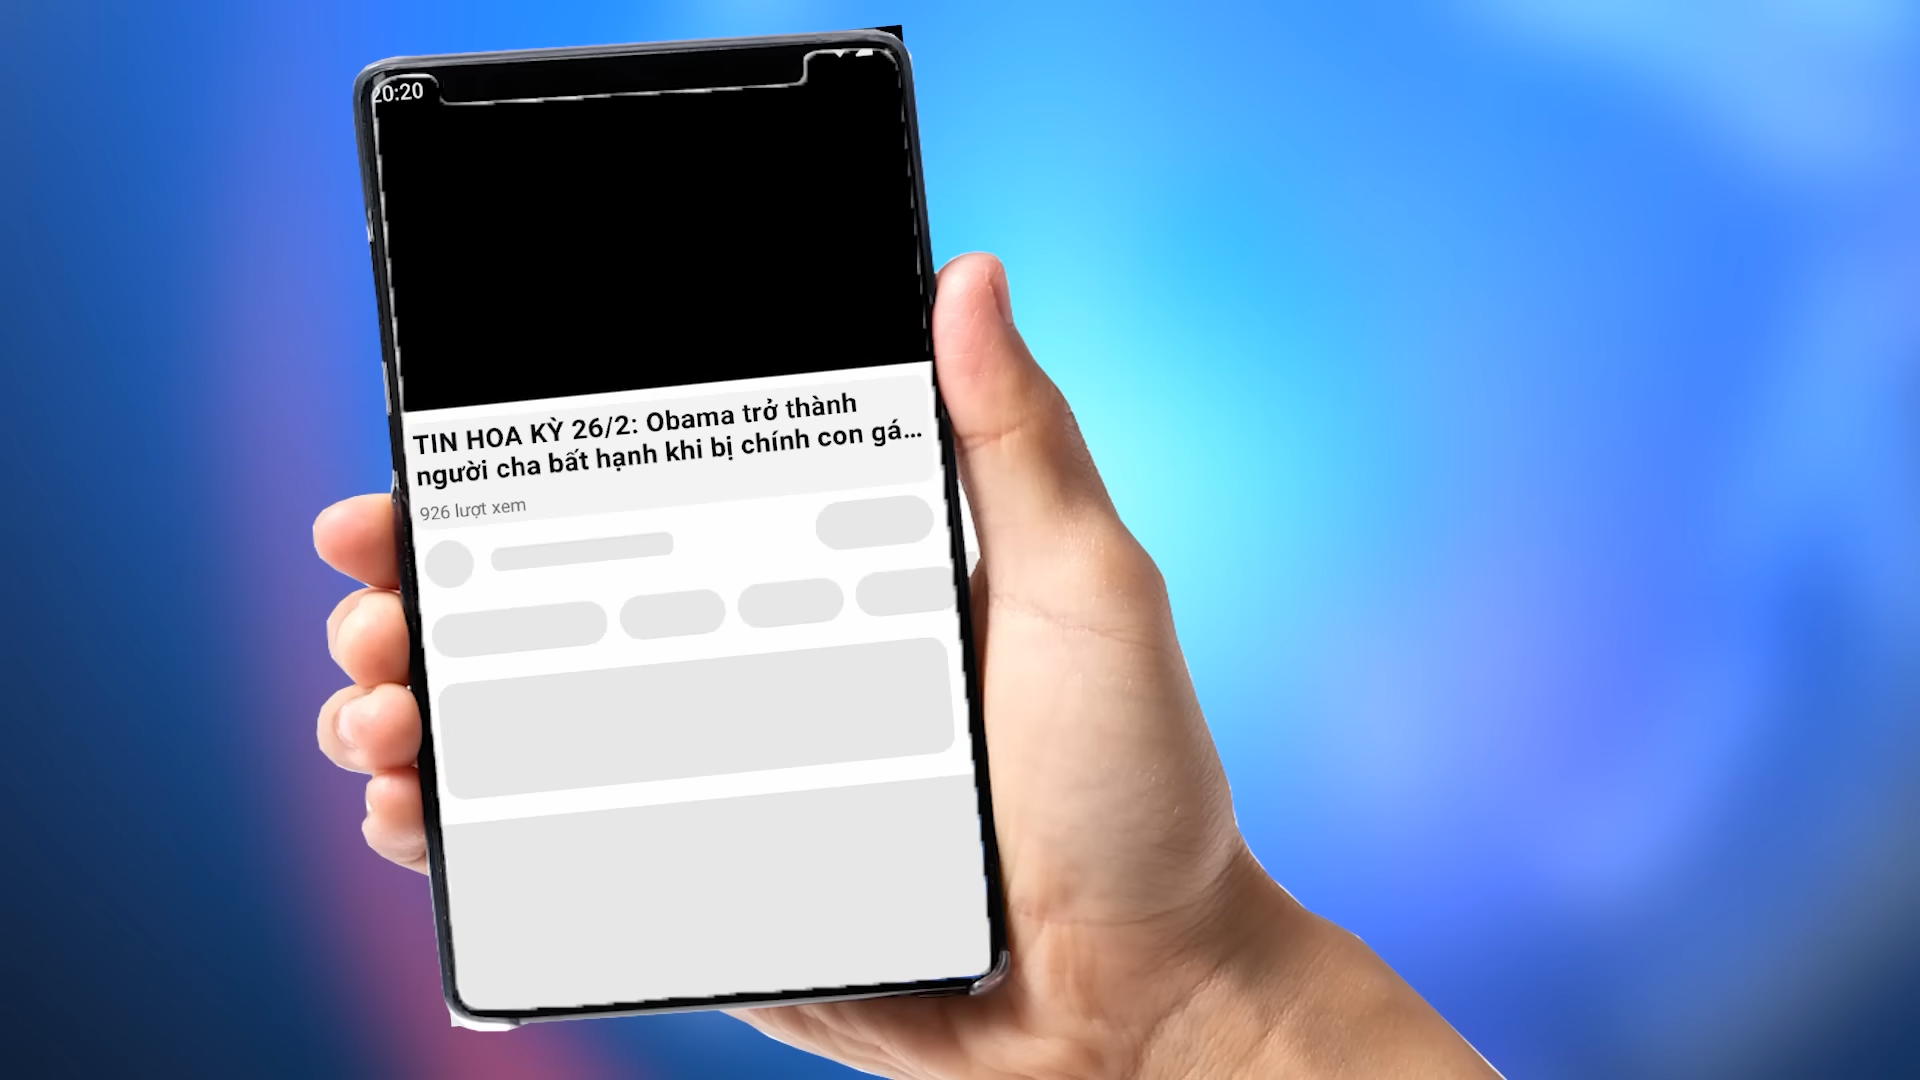 20:20
TIN HOA KỲ 26/2: Obama trở thành
người cha bất hạnh khi bị chính con gá...
926 lượt xem